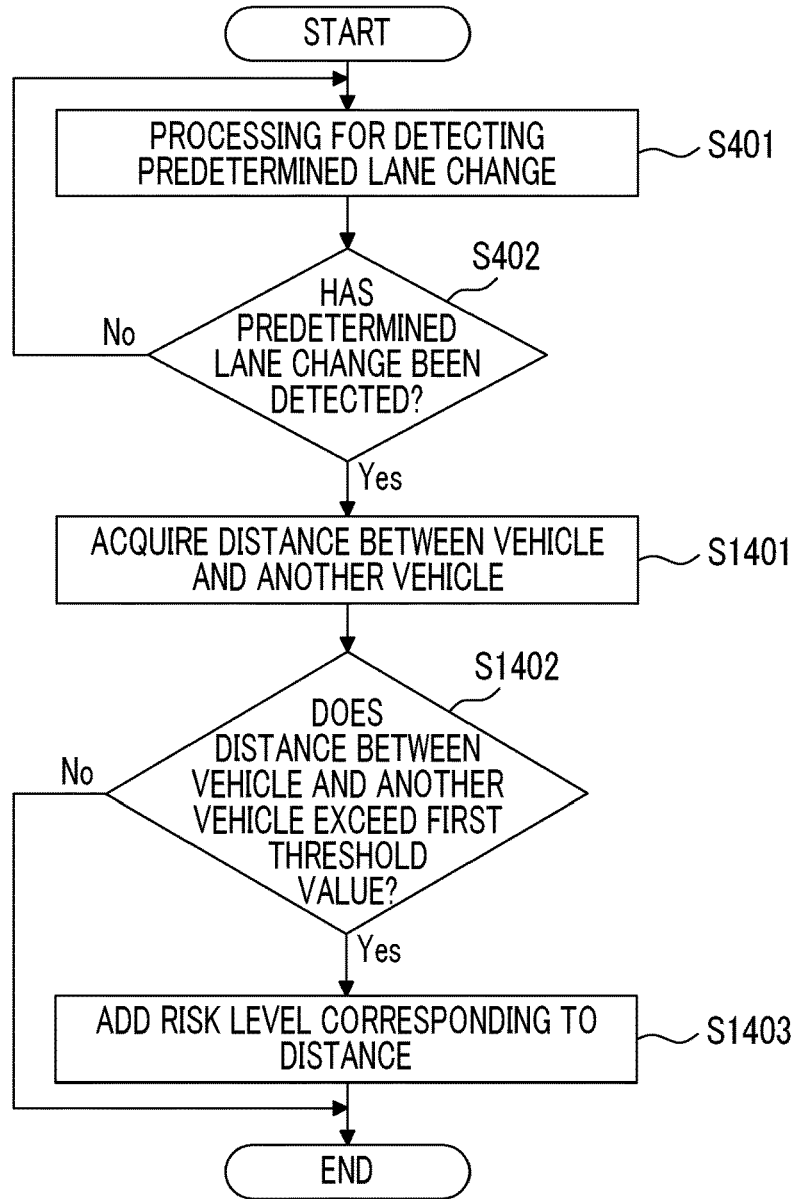 START
PROCESSING FOR DETECTING
PREDETERMINED LANE CHANGE
S401
S402
HAS
PREDETERMINED
LANE CHANGE BEEN
DETECTED?
No
Yes
ACQUIRE DISTANCE BETWEEN VEHICLE
AND ANOTHER VEHICLE
S1401
S1402
DOES
DISTANCE BETWEEN
VEHICLE AND ANOTHER
VEHICLE EXCEED FIRST
THRESHOLD
VALUE?
No
Yes
ADD RISK LEVEL CORRESPONDING TO
DISTANCE
S1403
END